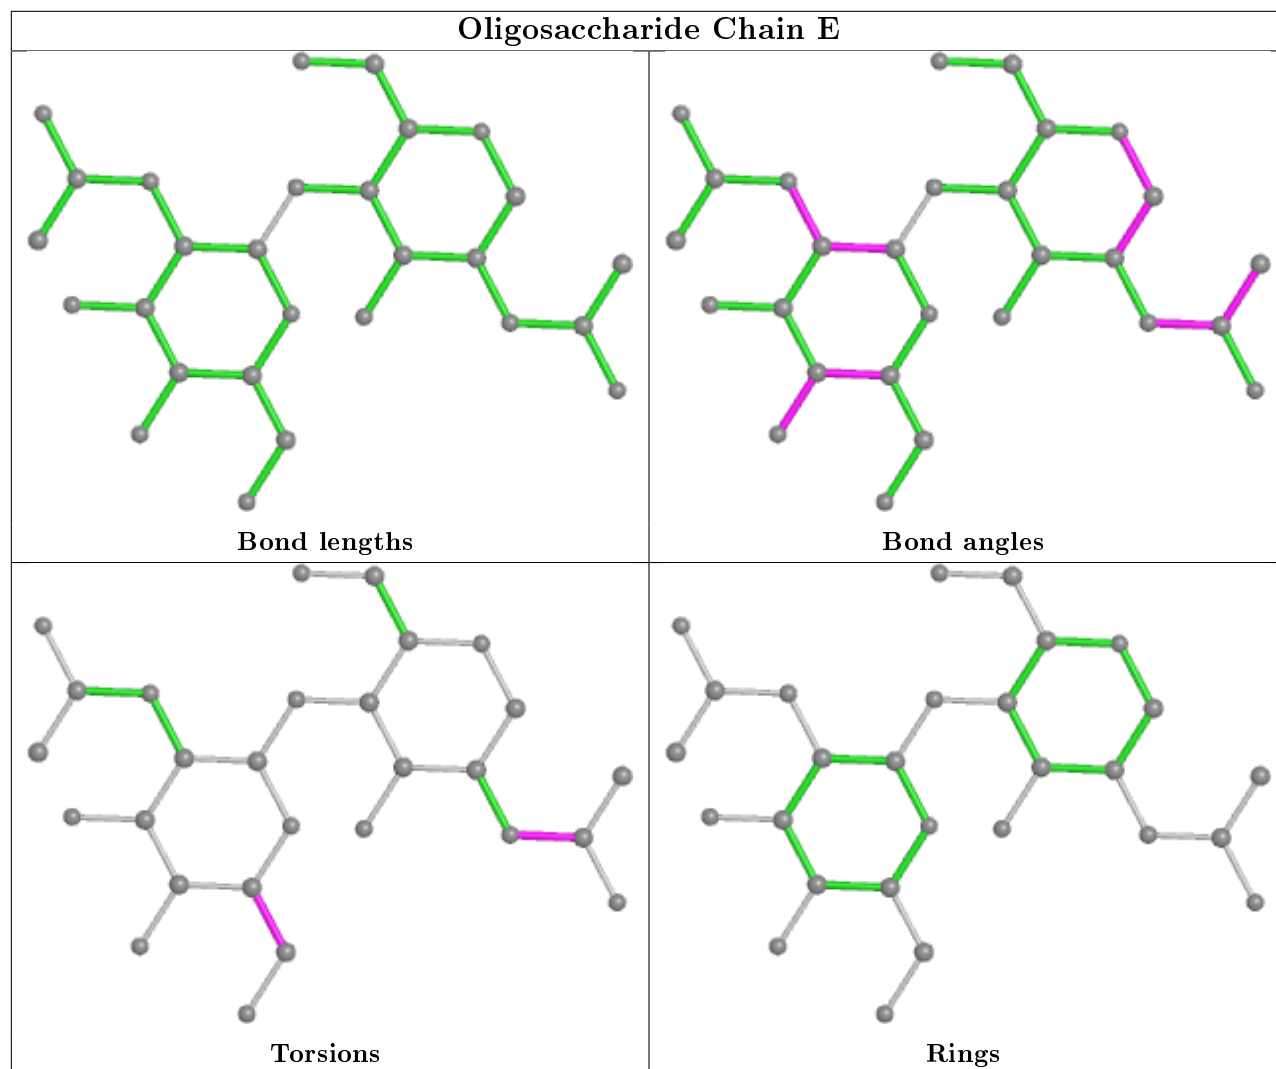 Oligosaccharide Chain E
Bond lengths
Bond angles
Torsions
Rings